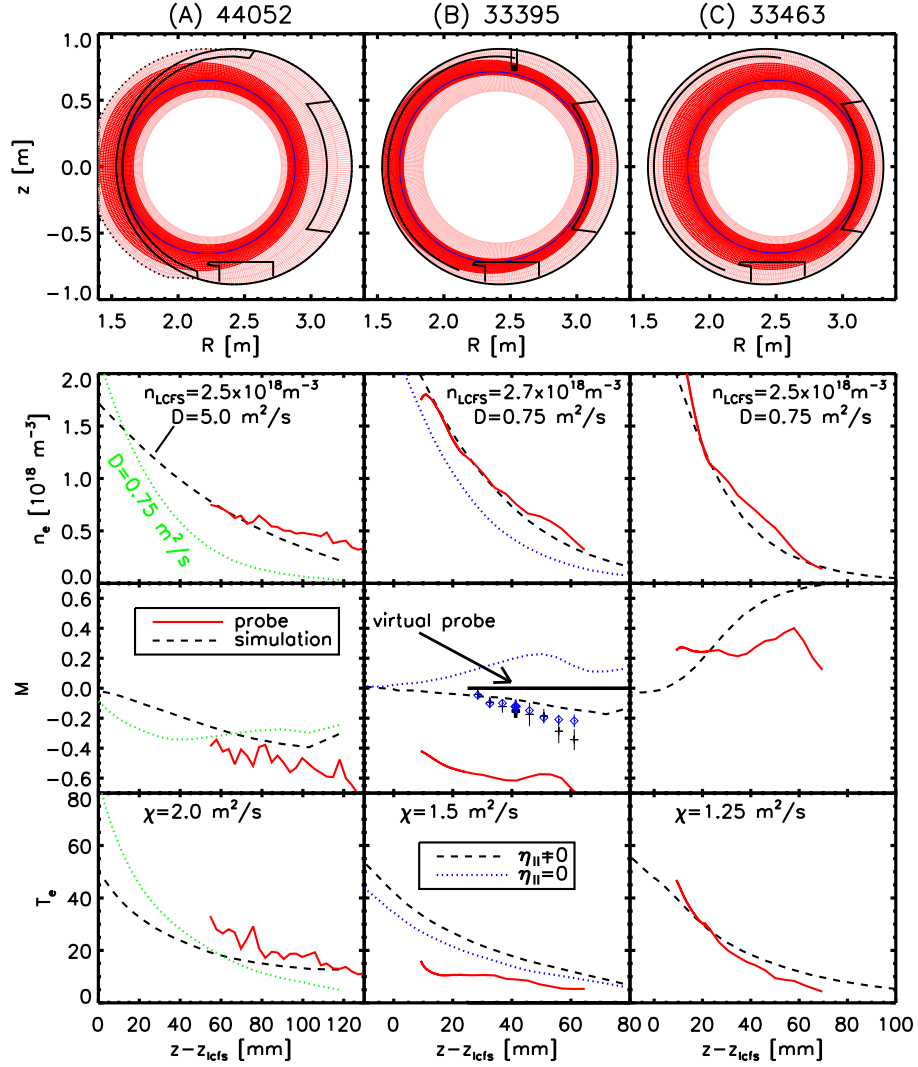 (A) 44052 (B) 33395 (C) 33463
1.0
0.5
0.0
−0.5
−1.0
z [m]
1.5 2.0 2.5 3.0 1.5 2.0 2.5 3.0 1.5 2.0 2.5 3.0
R [m] R [m] R [m]
n_LCFS=2.5x10^18 m^-3
D=5.0 m^2/s
D=0.75 m^2/s
n_LCFS=2.7x10^18 m^-3
D=0.75 m^2/s
n_LCFS=2.5x10^18 m^-3
D=0.75 m^2/s
2.0
1.5
1.0
0.5
0.0
n_e [10^18 m^-3]
probe
simulation
virtual probe
0.6
0.4
0.2
0.0
−0.2
−0.4
−0.6
M
χ=2.0 m^2/s χ=1.5 m^2/s χ=1.25 m^2/s
η_II≠0
η_II=0
80
60
40
20
0
T_e
0 20 40 60 80 100 120 0 20 40 60 80 0 20 40 60 80 100
z−z_lcfs [mm] z−z_lcfs [mm] z−z_lcfs [mm]